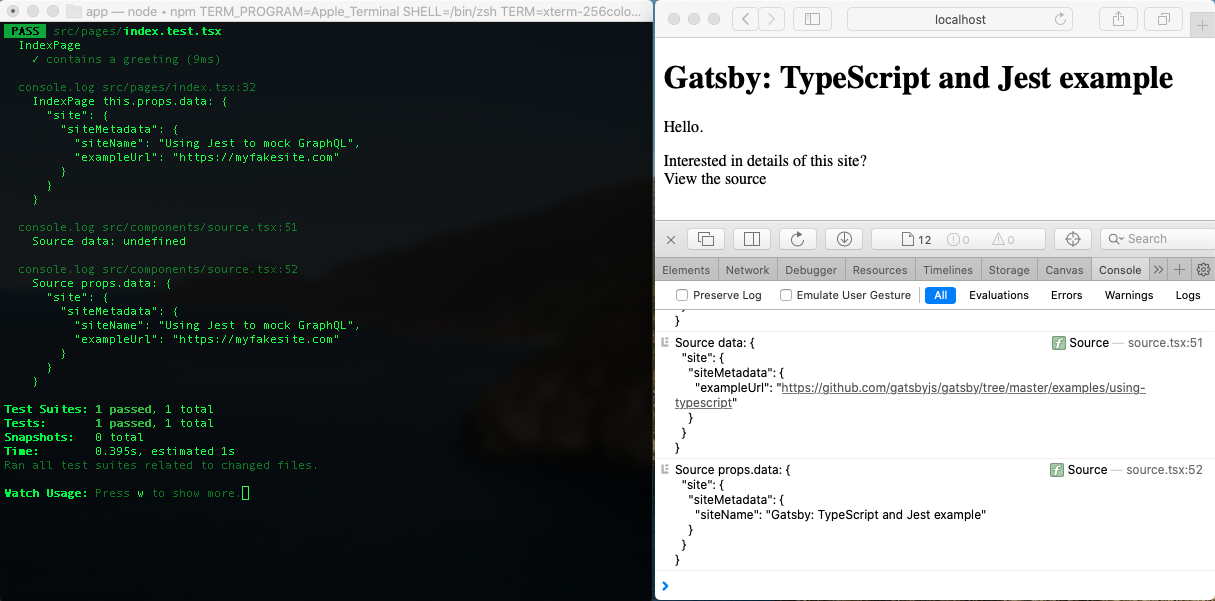 app — node ◂ npm TERM_PROGRAM=Apple_Terminal SHELL=/bin/zsh TERM=xterm-256colo...
PASS src/pages/index.test.tsx
IndexPage
✓ contains a greeting (9ms)
console.log src/pages/index.tsx:32
IndexPage this.props.data: {
"site": {
"siteMetadata": {
"siteName": "Using Jest to mock GraphQL",
"exampleUrl": "https://myfakesite.com"
}
}
}
console.log src/components/source.tsx:51
Source data: undefined
console.log src/components/source.tsx:52
Source props.data: {
"site": {
"siteMetadata": {
"siteName": "Using Jest to mock GraphQL",
"exampleUrl": "https://myfakesite.com"
}
}
}
Test Suites: 1 passed, 1 total
Tests: 1 passed, 1 total
Snapshots: 0 total
Time: 0.395s, estimated 1s
Ran all test suites related to changed files.
Watch Usage: Press w to show more.
localhost
Gatsby: TypeScript and Jest example
Hello.
Interested in details of this site?
View the source
12 0 0 Search
Elements Network Debugger Resources Timelines Storage Canvas Console
Preserve Log Emulate User Gesture All Evaluations Errors Warnings Logs
}
Source data: { f Source — source.tsx:51
"site": {
"siteMetadata": {
"exampleUrl": "https://github.com/gatsbyjs/gatsby/tree/master/examples/using-
typescript"
}
}
}
Source props.data: { f Source — source.tsx:52
"site": {
"siteMetadata": {
"siteName": "Gatsby: TypeScript and Jest example"
}
}
}